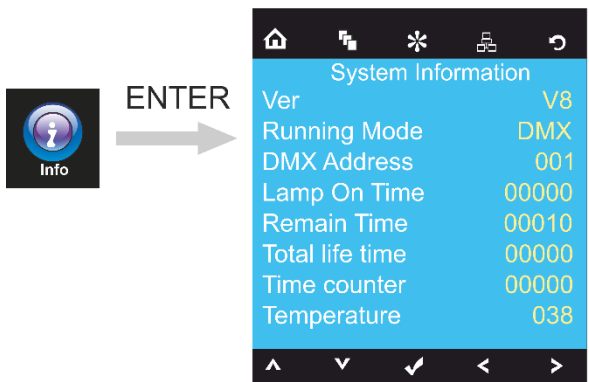 Info
ENTER
System Information
Ver V8
Running Mode DMX
DMX Address 001
Lamp On Time 00000
Remain Time 00010
Total life time 00000
Time counter 00000
Temperature 038